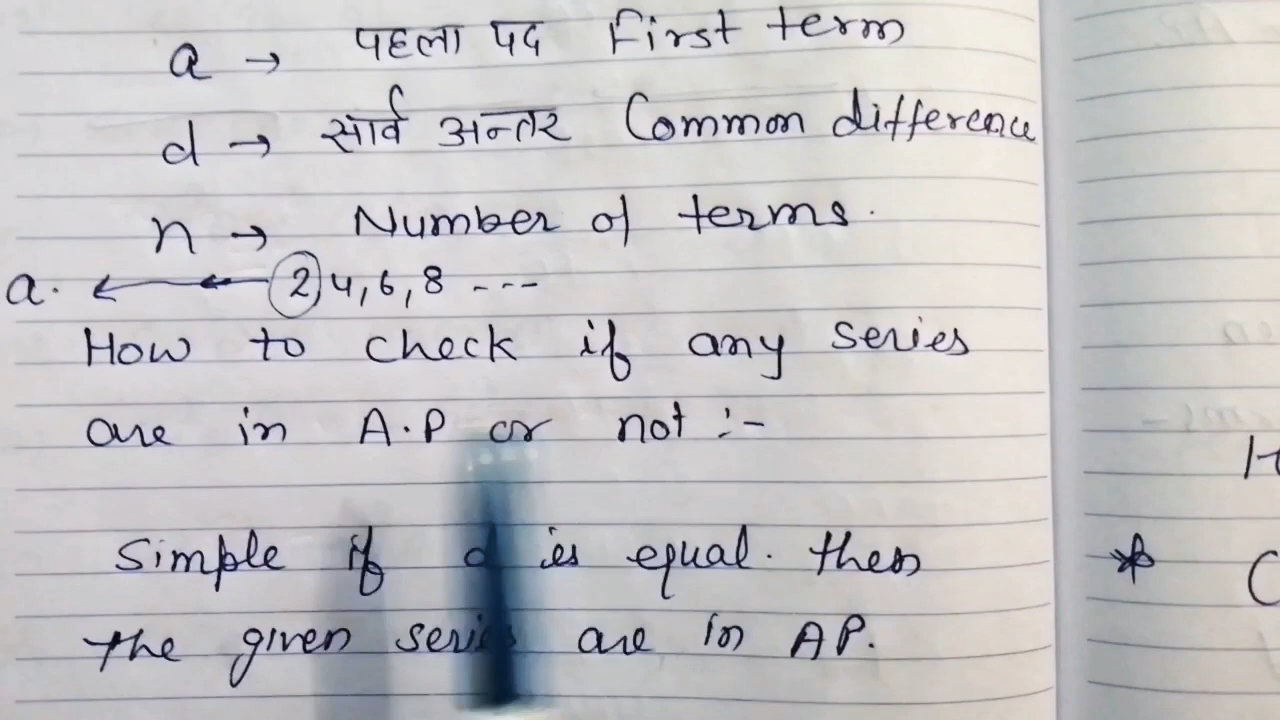 a → पहला पद First term
d → सार्व अन्तर Common difference
n → Number of terms.
a. ← 2 4, 6, 8 ---
How to check if any series
are in A.P or not :-
Simple if d is equal. then
the given series are in AP.
*